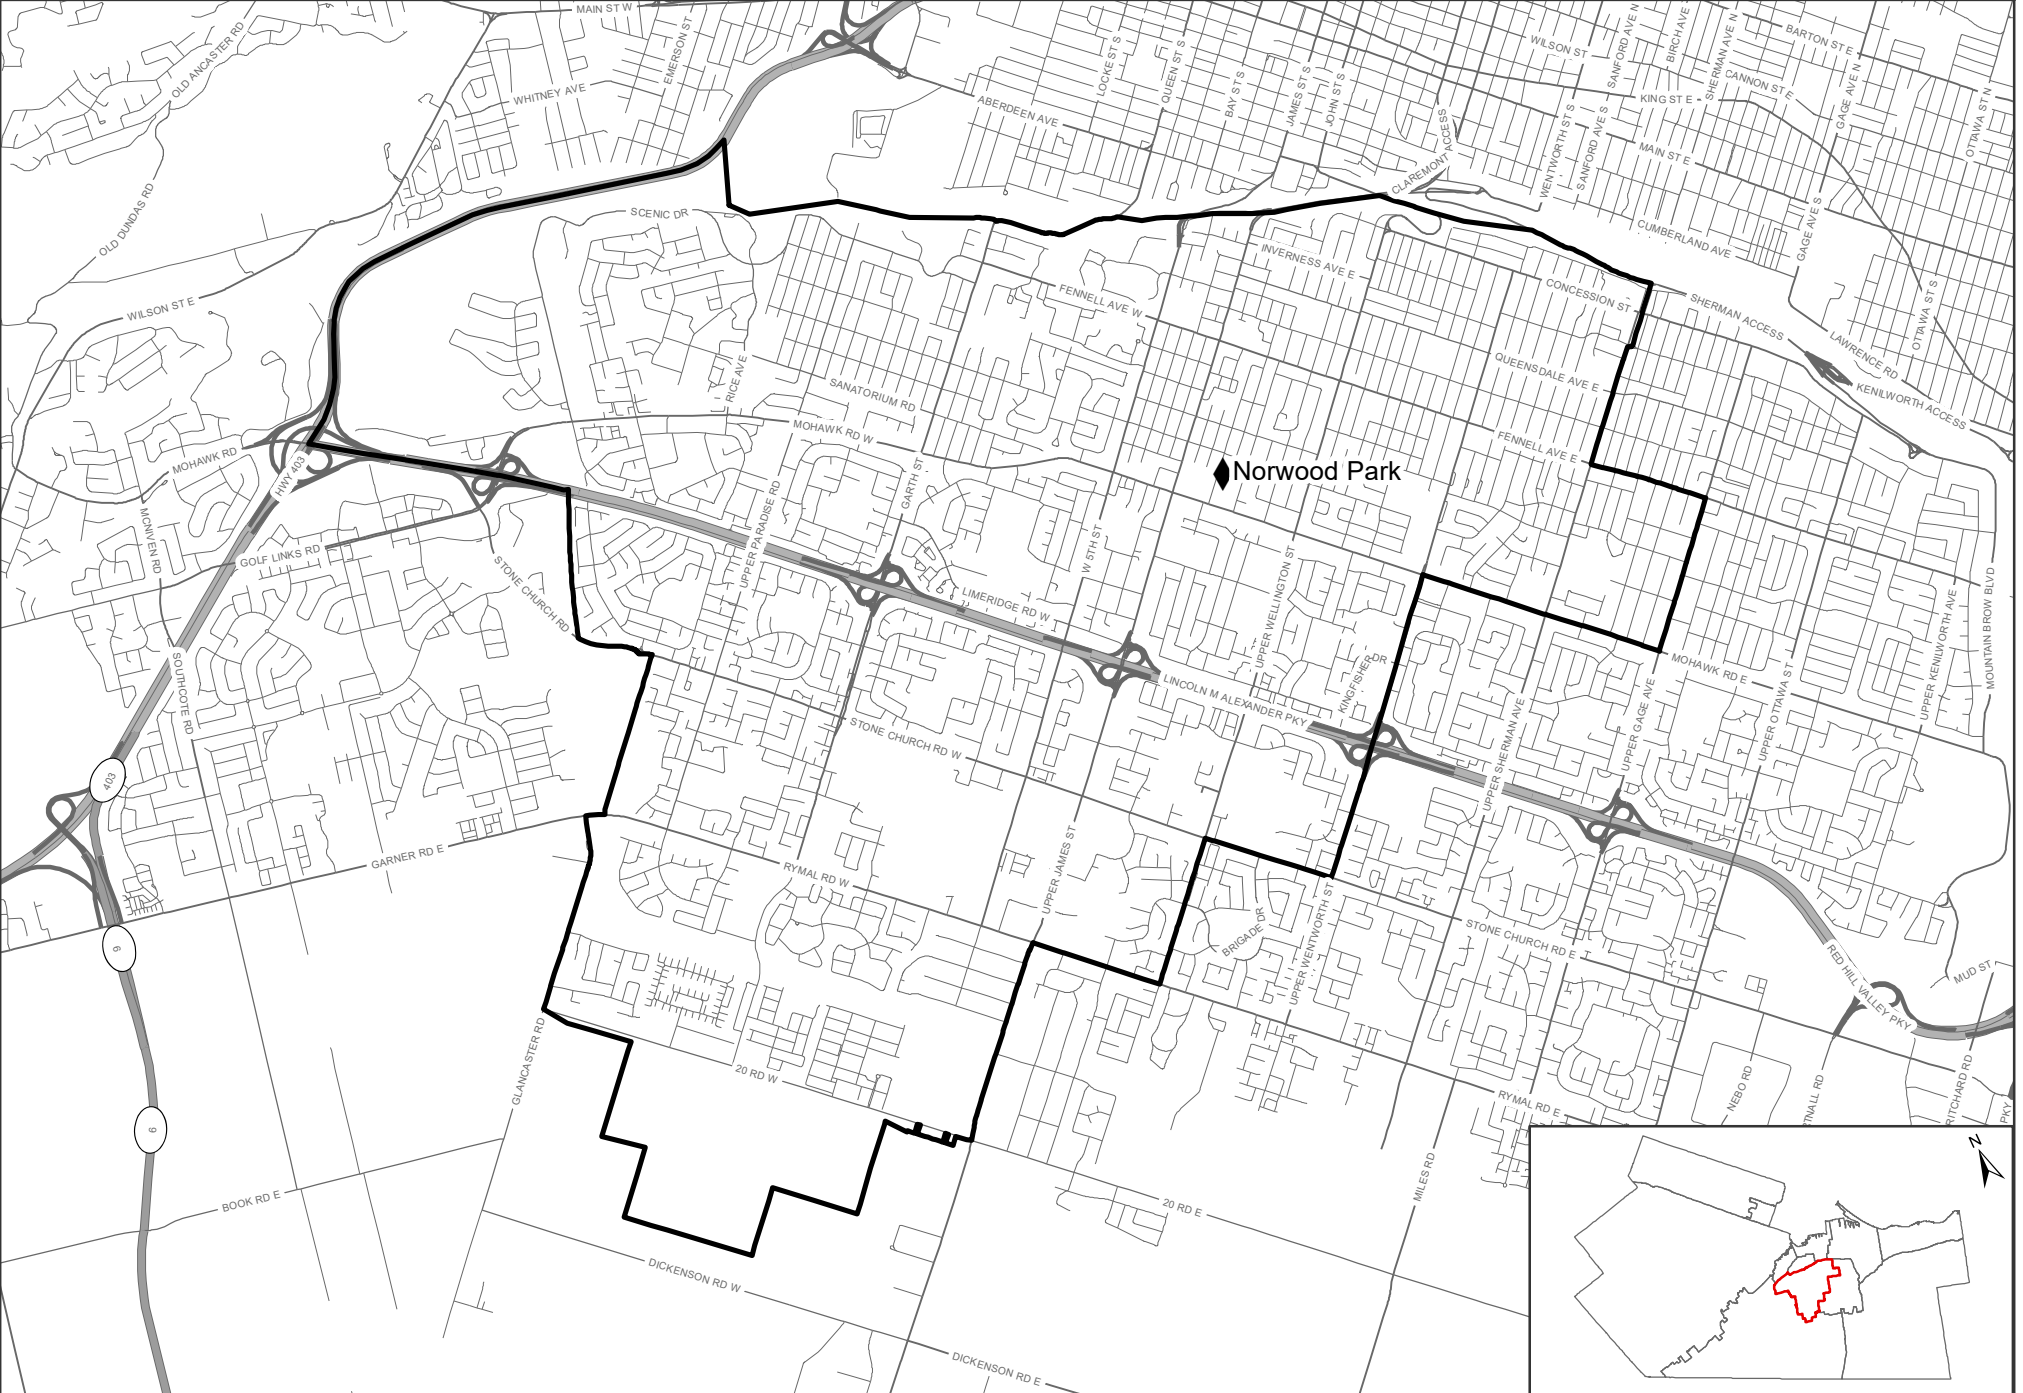 MAIN ST W
OLD ANCASTER RD
EMERSON ST
WHITNEY AVE
LOCKE ST S
QUEEN ST S
BAY ST S
JAMES ST S
JOHN ST S
ABERDEEN AVE
WILSON ST
SANFORD AVE N
BIRCH AVE
SHERMAN AVE N
BARTON ST E
CANNON ST E
KING ST E
GAGE AVE N
OTTAWA ST N
MAIN ST E
CLAREMONT ACCESS
WENTWORTH ST S
SANFORD AVE S
GAGE AVE S
CUMBERLAND AVE
OLD DUNDAS RD
SCENIC DR
WILSON ST E
INVERNESS AVE E
CONCESSION ST
SHERMAN ACCESS
LAWRENCE RD
OTTAWA ST S
KENILWORTH ACCESS
FENNELL AVE W
QUEENSDALE AVE E
RICE AVE
SANATORIUM RD
MOHAWK RD W
FENNELL AVE E
MOHAWK RD
HWY 403
GARTH ST
Norwood Park
MCNIVEN RD
GOLF LINKS RD
STONE CHURCH RD
UPPER PARADISE RD
LIMERIDGE RD W
W 5TH ST
UPPER WELLINGTON ST
KINGFISHER DR
LINCOLN M ALEXANDER PKY
MOHAWK RD E
UPPER KENILWORTH AVE
MOUNTAIN BROW BLVD
SOUTHCOTE RD
STONE CHURCH RD W
UPPER SHERMAN AVE
UPPER GAGE AVE
UPPER OTTAWA ST
403
GARNER RD E
RYMAL RD W
UPPER JAMES ST
BRIGADE DR
UPPER WENTWORTH ST
STONE CHURCH RD E
RED HILL VALLEY PKY
MUD ST
6
GLANCASTER RD
20 RD W
6
RYMAL RD E
NEBO RD
TNALL RD
RITCHARD RD
PKY
MILES RD
BOOK RD E
20 RD E
DICKENSON RD W
DICKENSON RD E
N